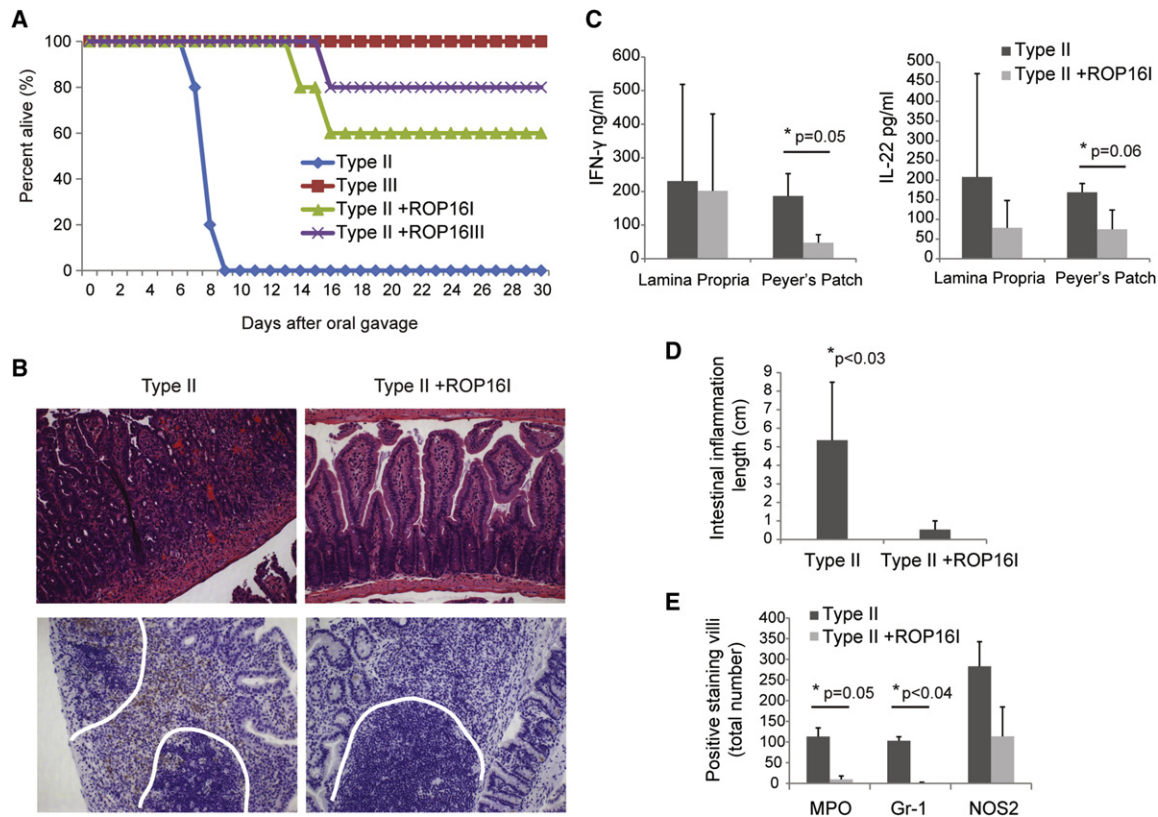 A
Percent alive (%)
100
80
60
40
20
0
0 2 4 6 8 10 12 14 16 18 20 22 24 26 28 30
Days after oral gavage
Type II
Type III
Type II +ROP16I
Type II +ROP16III
B
Type II
Type II +ROP16I
C
IFN-γ ng/ml
600
500
400
300
200
100
0
* p=0.05
Lamina Propria
Peyer's Patch
Type II
Type II +ROP16I
IL-22 pg/ml
500
450
400
350
300
250
200
150
100
50
0
* p=0.06
Lamina Propria
Peyer's Patch
D
Intestinal inflammation
length (cm)
9
8
7
6
5
4
3
2
1
0
* p<0.03
Type II
Type II +ROP16I
E
Positive staining villi
(total number)
Type II
Type II +ROP16I
400
350
300
250
200
150
100
50
0
* p=0.05
* p<0.04
MPO
Gr-1
NOS2